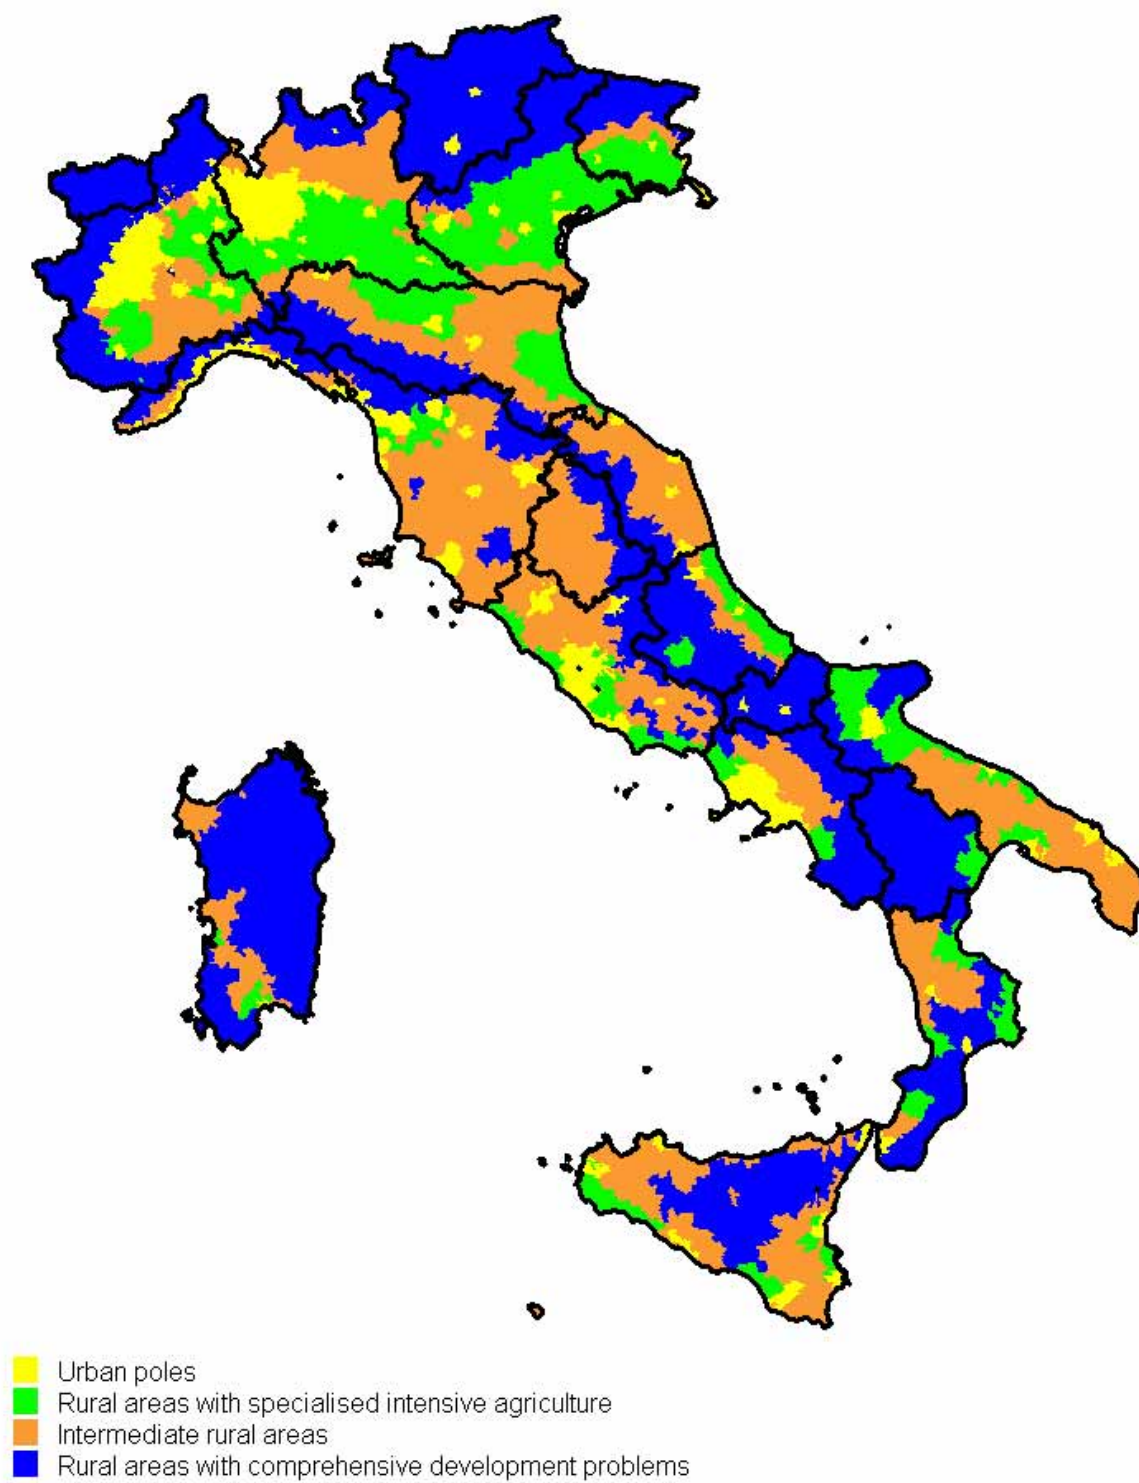 Urban poles
Rural areas with specialised intensive agriculture
Intermediate rural areas
Rural areas with comprehensive development problems